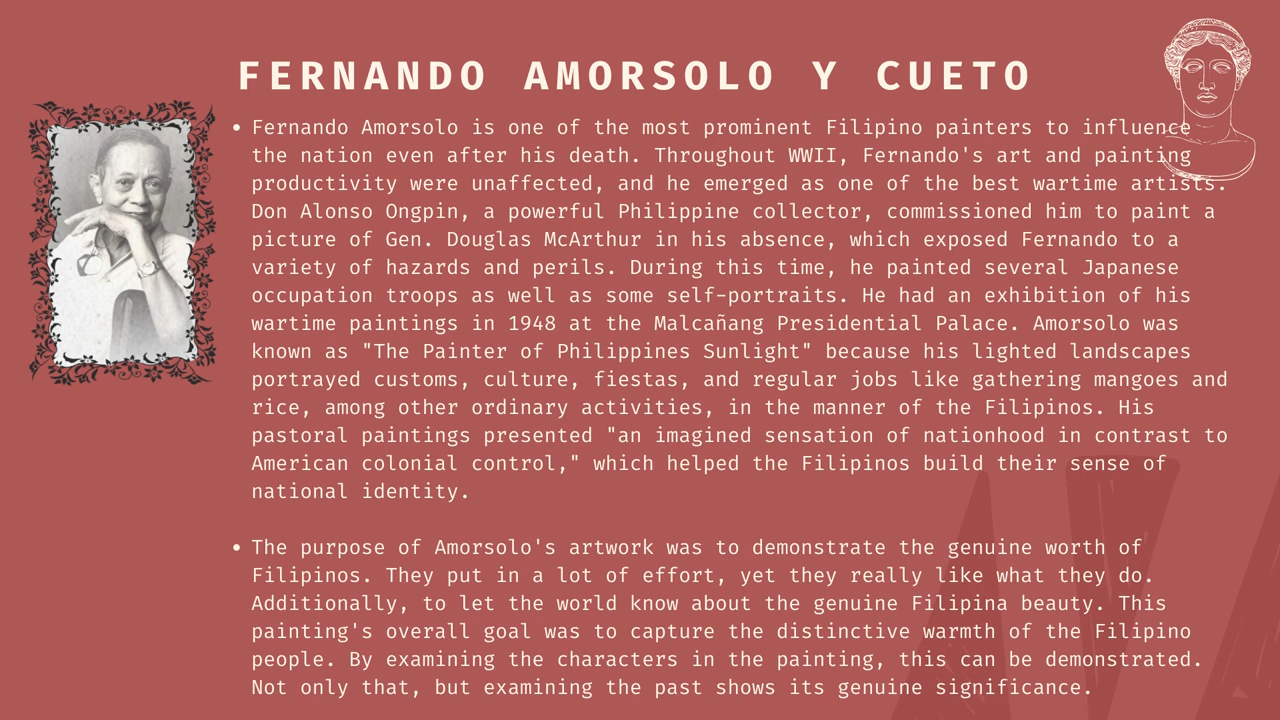 FERNANDO AMORSOLO Y CUETO
• Fernando Amorsolo is one of the most prominent Filipino painters to influence
the nation even after his death. Throughout WWII, Fernando's art and painting
productivity were unaffected, and he emerged as one of the best wartime artists.
Don Alonso Ongpin, a powerful Philippine collector, commissioned him to paint a
picture of Gen. Douglas McArthur in his absence, which exposed Fernando to a
variety of hazards and perils. During this time, he painted several Japanese
occupation troops as well as some self-portraits. He had an exhibition of his
wartime paintings in 1948 at the Malcañang Presidential Palace. Amorsolo was
known as "The Painter of Philippines Sunlight" because his lighted landscapes
portrayed customs, culture, fiestas, and regular jobs like gathering mangoes and
rice, among other ordinary activities, in the manner of the Filipinos. His
pastoral paintings presented "an imagined sensation of nationhood in contrast to
American colonial control," which helped the Filipinos build their sense of
national identity.
• The purpose of Amorsolo's artwork was to demonstrate the genuine worth of
Filipinos. They put in a lot of effort, yet they really like what they do.
Additionally, to let the world know about the genuine Filipina beauty. This
painting's overall goal was to capture the distinctive warmth of the Filipino
people. By examining the characters in the painting, this can be demonstrated.
Not only that, but examining the past shows its genuine significance.